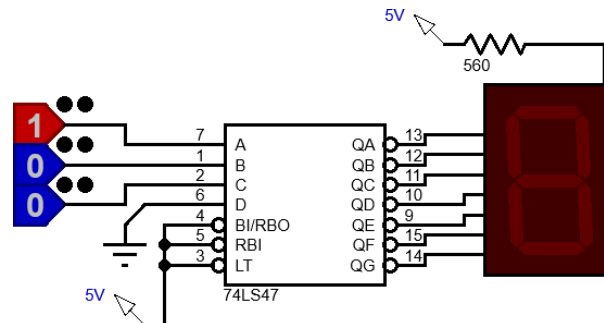 5V
560
1
0
0
7 A QA 13
1 B QB 12
2 C QC 11
6 D QD 10
4 BI/RBO QE 9
5 RBI QF 15
3 LT QG 14
5V
74LS47